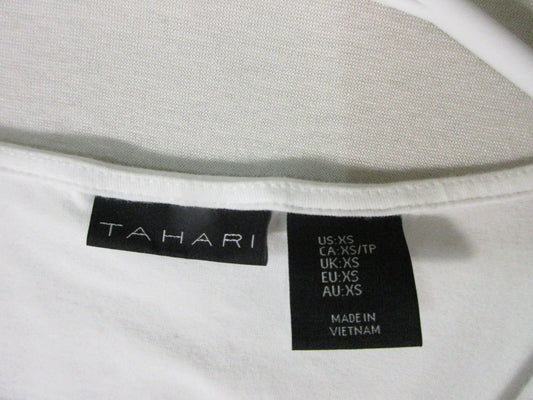 TAHARI
US:XS
CA:XS/TP
UK:XS
EU:XS
AU:XS
MADE IN
VIETNAM